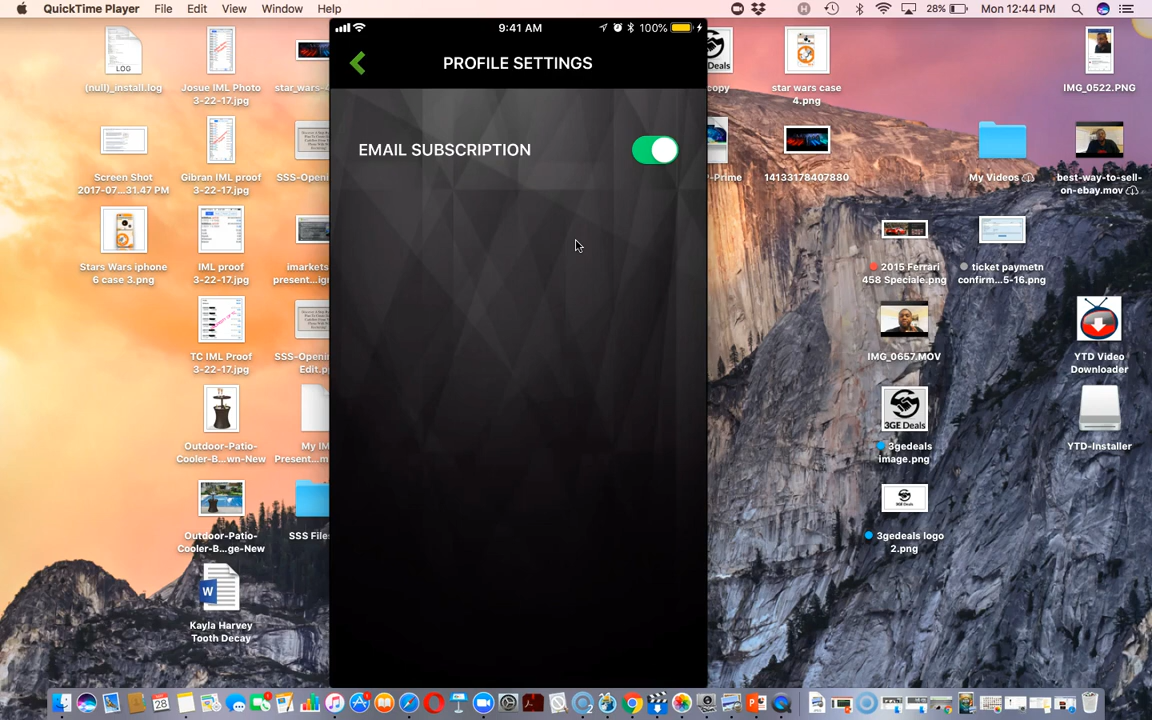 QuickTime Player File Edit View Window Help
28% Mon 12:44 PM
9:41 AM 100%
PROFILE SETTINGS
EMAIL SUBSCRIPTION
LOG
(null)_install.log
Josue IML Photo
3-22-17.jpg
star_wars-
copy
star wars case
4.png
IMG_0522.PNG
Screen Shot
2017-07...31.47 PM
Gibran IML proof
3-22-17.jpg
SSS-Openi
-Prime
14133178407880
My Videos
best-way-to-sell-
on-ebay.mov
Stars Wars iphone
6 case 3.png
IML proof
3-22-17.jpg
imarkets
present...ig
2015 Ferrari
458 Speciale.png
ticket paymetn
confirm...5-16.png
TC IML Proof
3-22-17.jpg
SSS-Openi
Edit.p
IMG_0657.MOV
YTD Video
Downloader
Outdoor-Patio-
Cooler-B...wn-New
My IM
Present...m
3GE Deals
3gedeals
image.png
YTD-Installer
Outdoor-Patio-
Cooler-B...ge-New
SSS File
3gedeals logo
2.png
W
Kayla Harvey
Tooth Decay
28